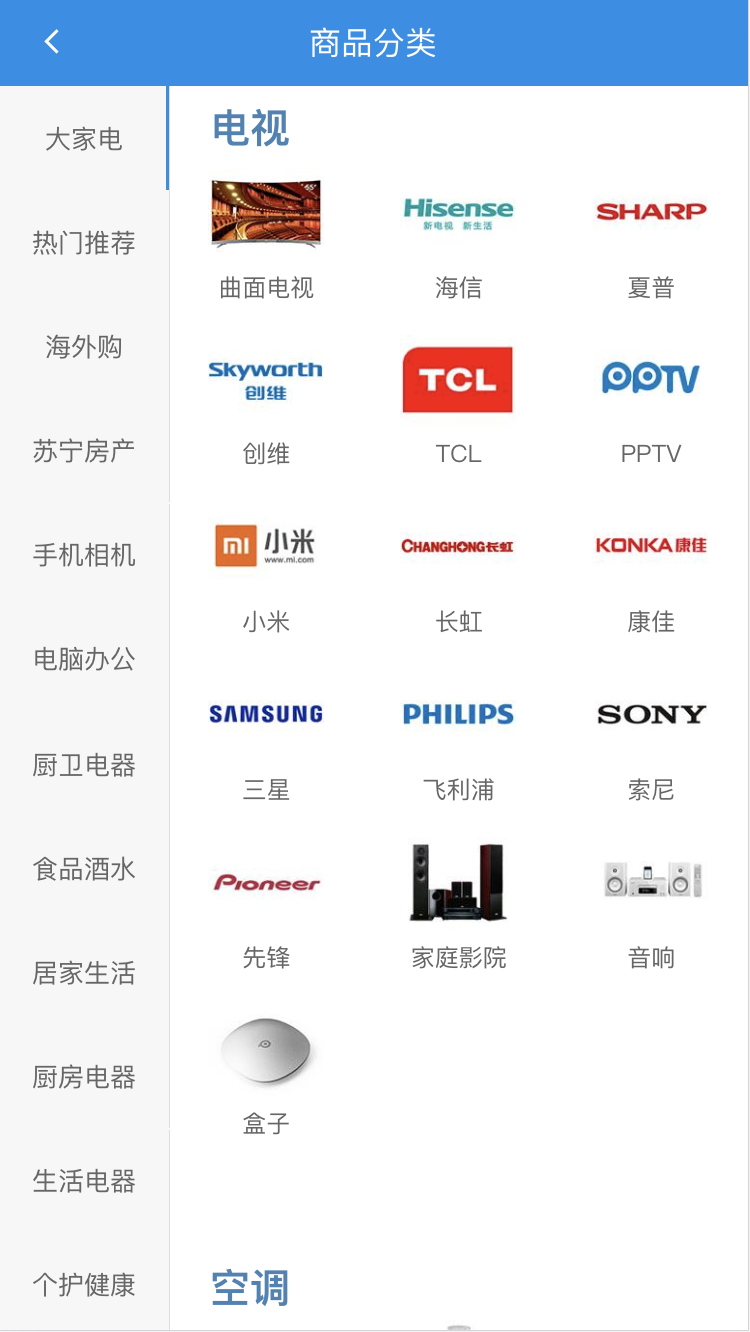 商品分类
大家电
热门推荐
海外购
苏宁房产
手机相机
电脑办公
厨卫电器
食品酒水
居家生活
厨房电器
生活电器
个护健康
电视
曲面电视
Hisense
新电视 新生活
海信
SHARP
夏普
Skyworth
创维
创维
TCL
TCL
PPTV
PPTV
mi 小米
www.mi.com
小米
CHANGHONG长虹
长虹
KONKA康佳
康佳
SAMSUNG
三星
PHILIPS
飞利浦
SONY
索尼
Pioneer
先锋
家庭影院
音响
盒子
空调